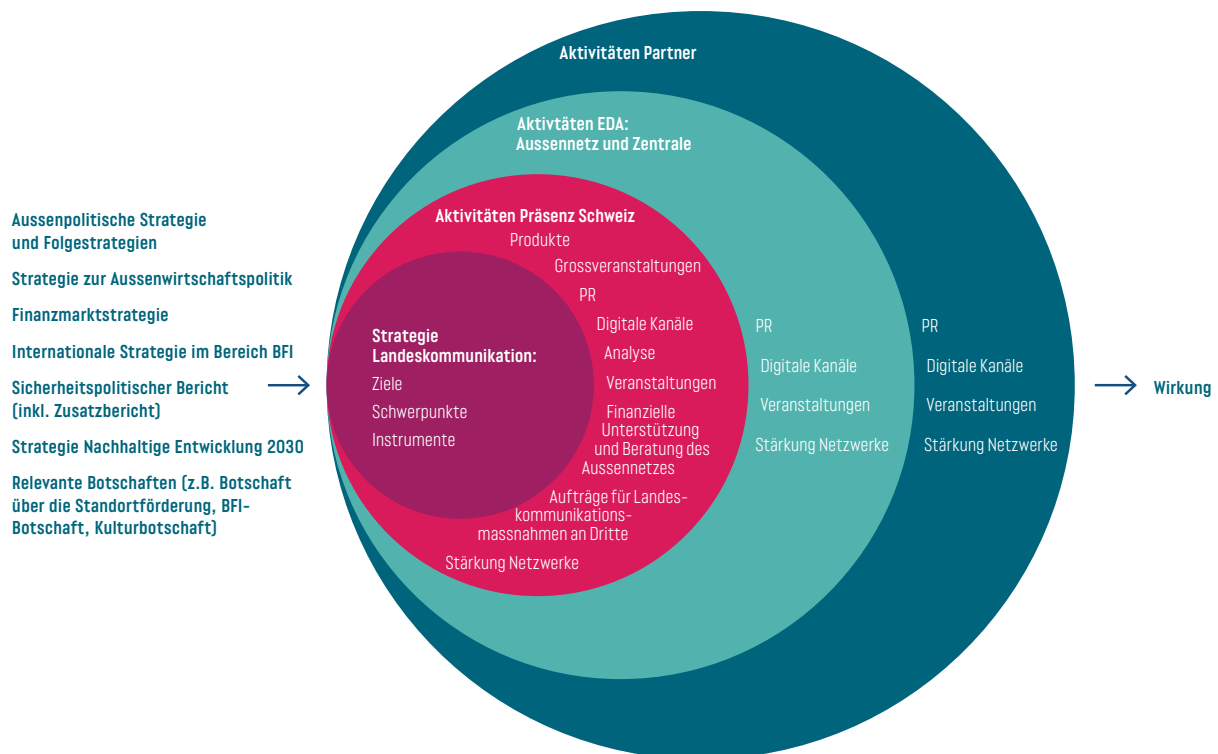 Aussenpolitische Strategie
und Folgestrategien
Strategie zur Aussenwirtschaftspolitik
Finanzmarktstrategie
Internationale Strategie im Bereich BFI
Sicherheitspolitischer Bericht
(inkl. Zusatzbericht)
Strategie Nachhaltige Entwicklung 2030
Relevante Botschaften (z.B. Botschaft
über die Standortförderung, BFI-
Botschaft, Kulturbotschaft)
Strategie
Landeskommunikation:
Ziele
Schwerpunkte
Instrumente
Aktivitäten Präsenz Schweiz
Produkte
Grossveranstaltungen
PR
Digitale Kanäle
Analyse
Veranstaltungen
Finanzielle
Unterstützung
und Beratung des
Aussennetzes
Aufträge für Landes-
kommunikations-
massnahmen an Dritte
Stärkung Netzwerke
Aktivtäten EDA:
Aussennetz und Zentrale
PR
Digitale Kanäle
Veranstaltungen
Stärkung Netzwerke
Aktivitäten Partner
PR
Digitale Kanäle
Veranstaltungen
Stärkung Netzwerke
Wirkung